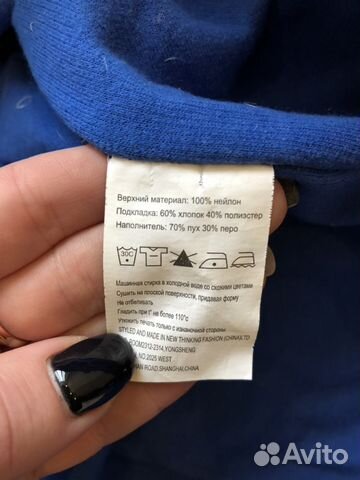 Верхний материал: 100% нейлон
Подкладка: 60% хлопок 40% полиэстер
Наполнитель: 70% пух 30% перо
30C
Машинная стирка в холодной воде со схожими цветами
Сушить на плоской поверхности, придавая форму
Не отбеливать
Гладить при t° не более 110°c
Утюжить печать только с изнаночной стороны
STYLED AND MADE IN NEW THINKING FASHION (CHINA)LTD
ROOM2312-2314,YONGSHENG
NO.2025 WEST
ROAD,SHANGHAI,CHINA
Avito